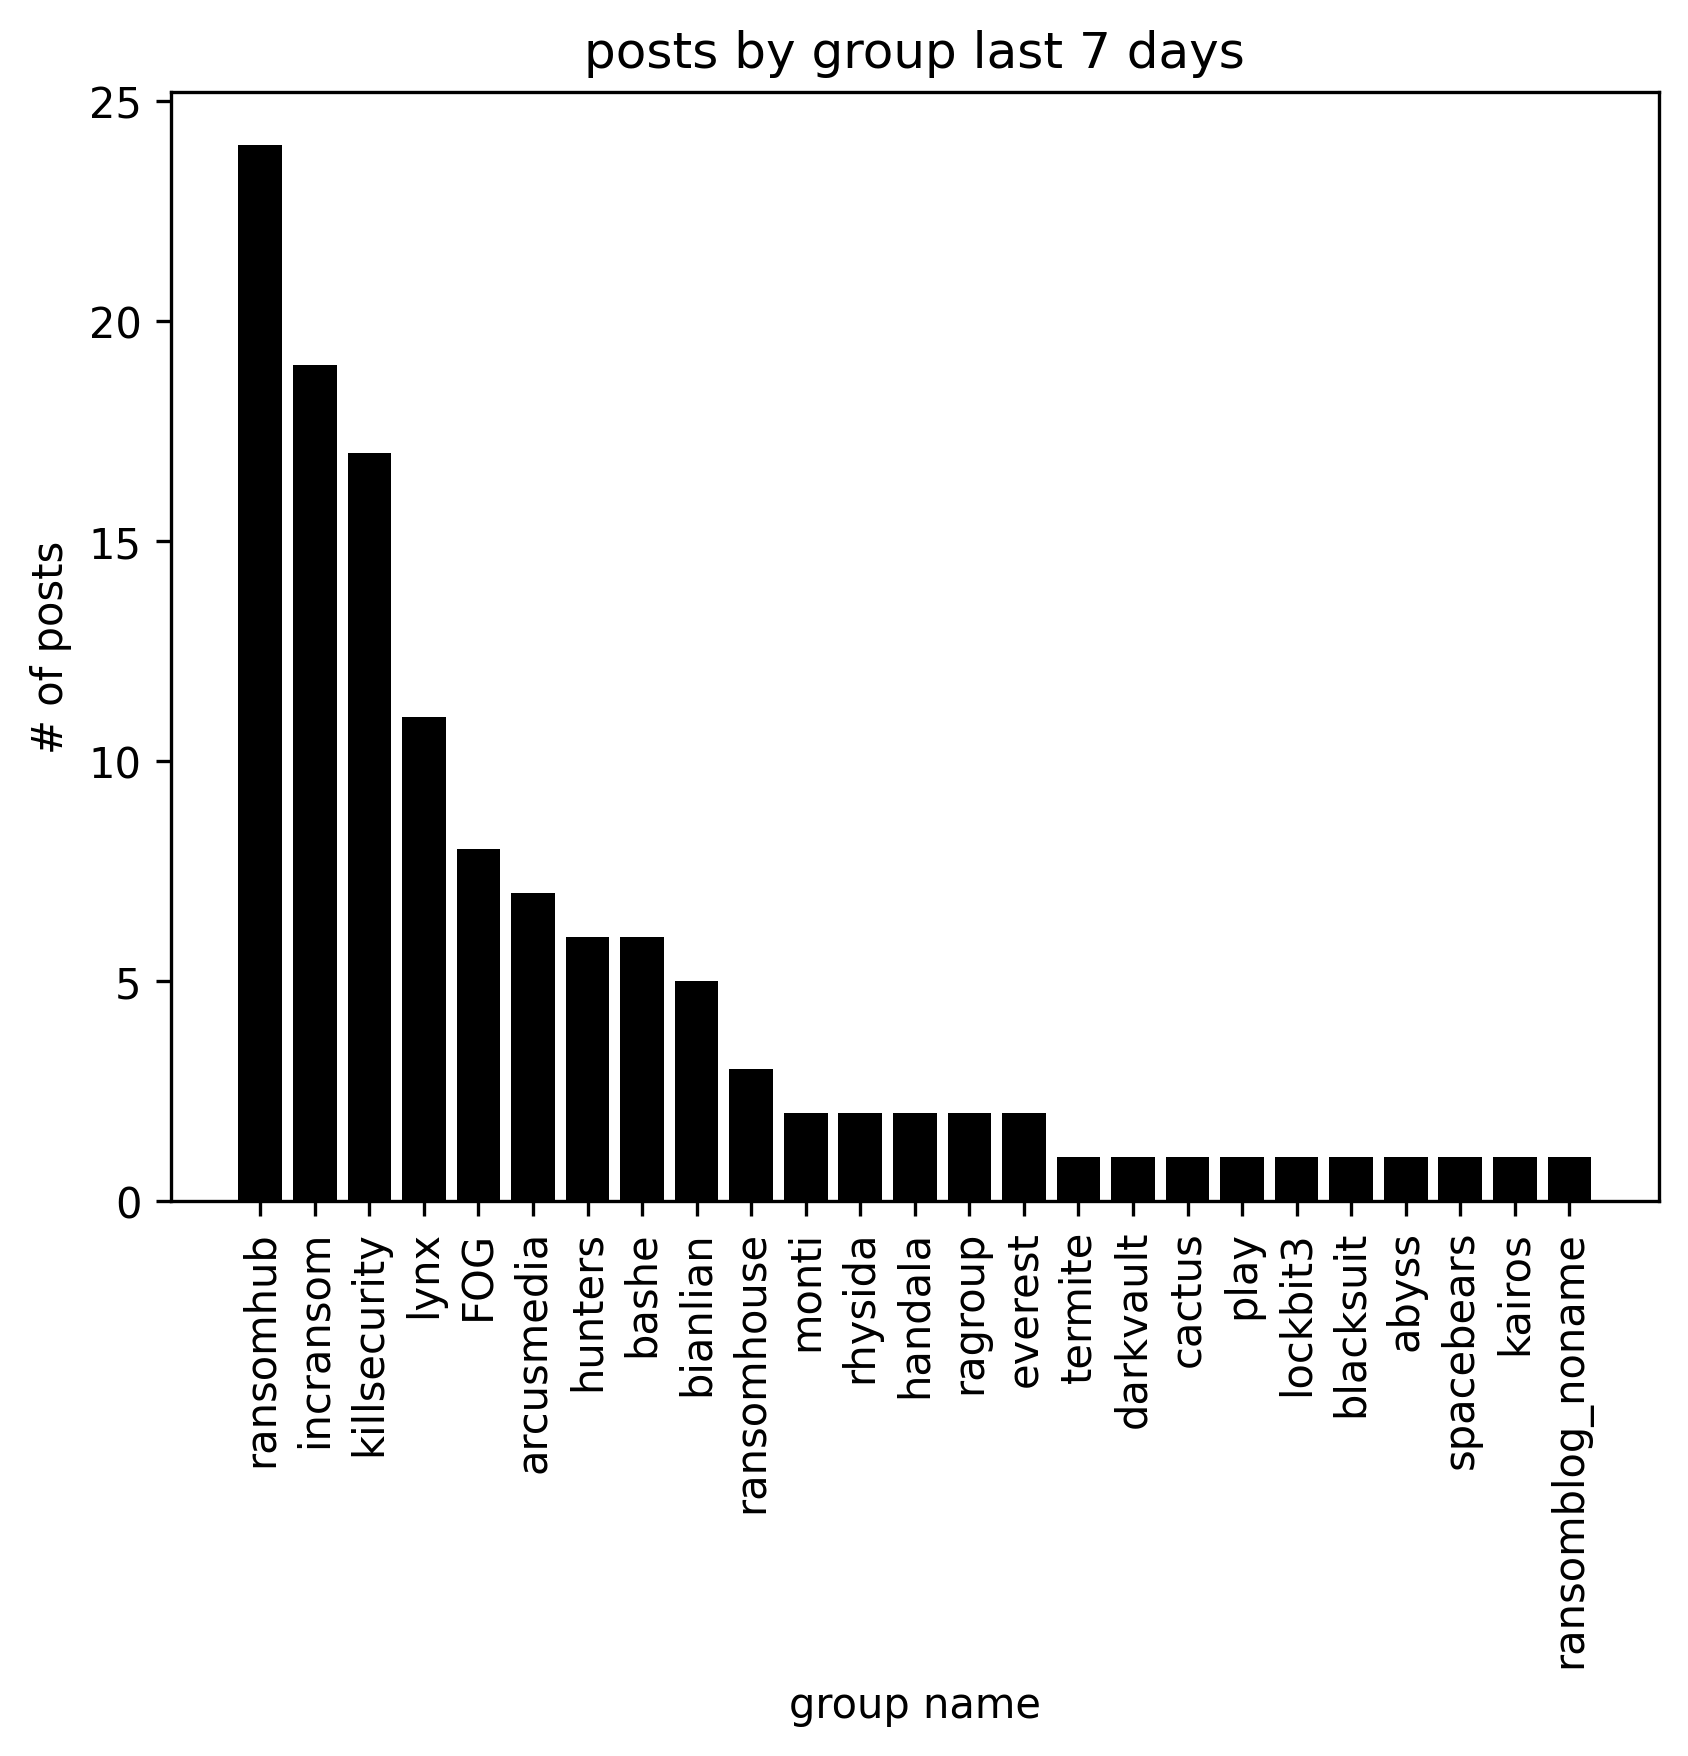 posts by group last 7 days
25
20
15
10
5
0
# of posts
ransomhub
incransom
killsecurity
lynx
FOG
arcusmedia
hunters
bashe
bianlian
ransomhouse
monti
rhysida
handala
ragroup
everest
termite
darkvault
cactus
play
lockbit3
blacksuit
abyss
spacebears
kairos
ransomblog_noname
group name